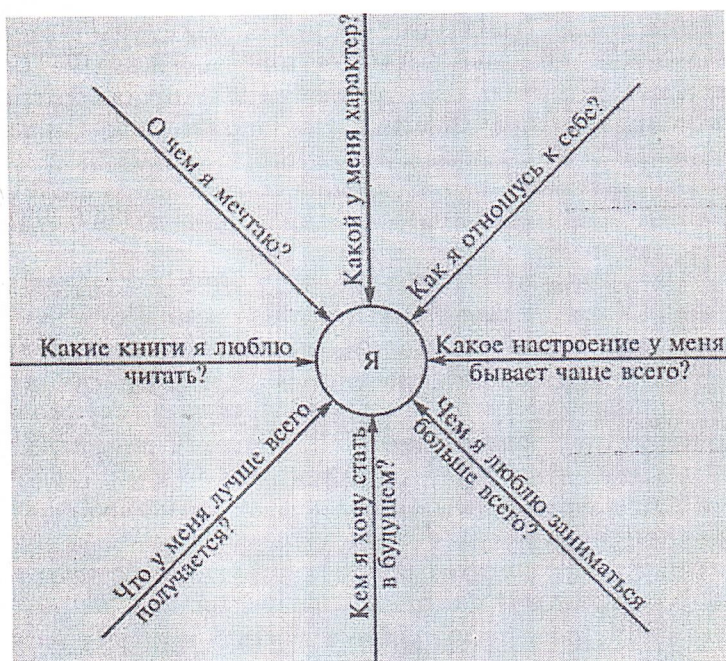 Какой у меня характер?
О чем я мечтаю?
Как я отношусь к себе?
Какие книги я люблю
читать?
Я
Какое настроение у меня
бывает чаще всего?
Что у меня лучше всего
получается?
Кем я хочу стать
в будущем?
Чем я люблю заниматься
больше всего?